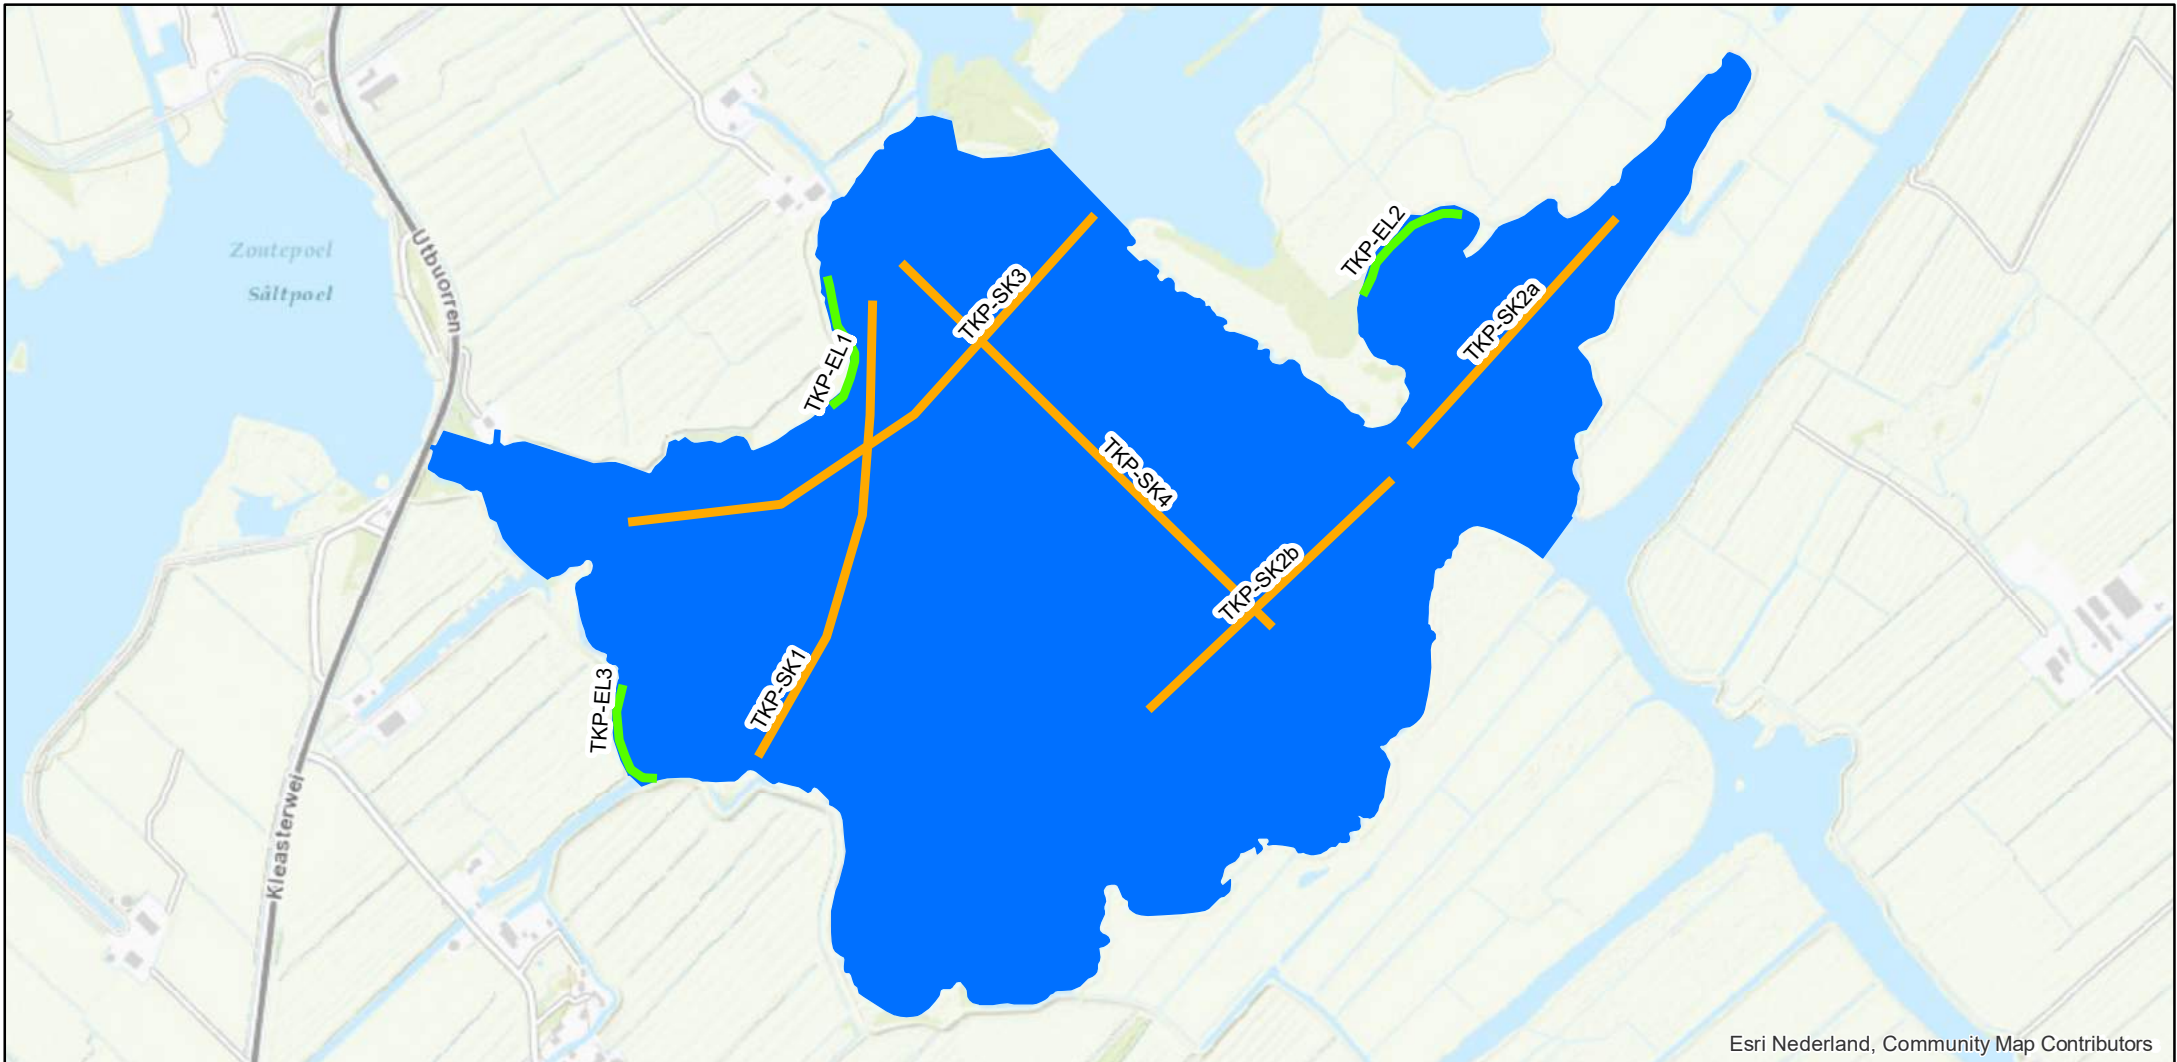 Zoutepoel
Sâltpoel
Utbuorren
TKP-EL2
TKP-SK3
TKP-SK2a
TKP-EL1
TKP-SK4
TKP-SK2b
TKP-SK1
TKP-EL3
Kleasterwei
Esri Nederland, Community Map Contributors